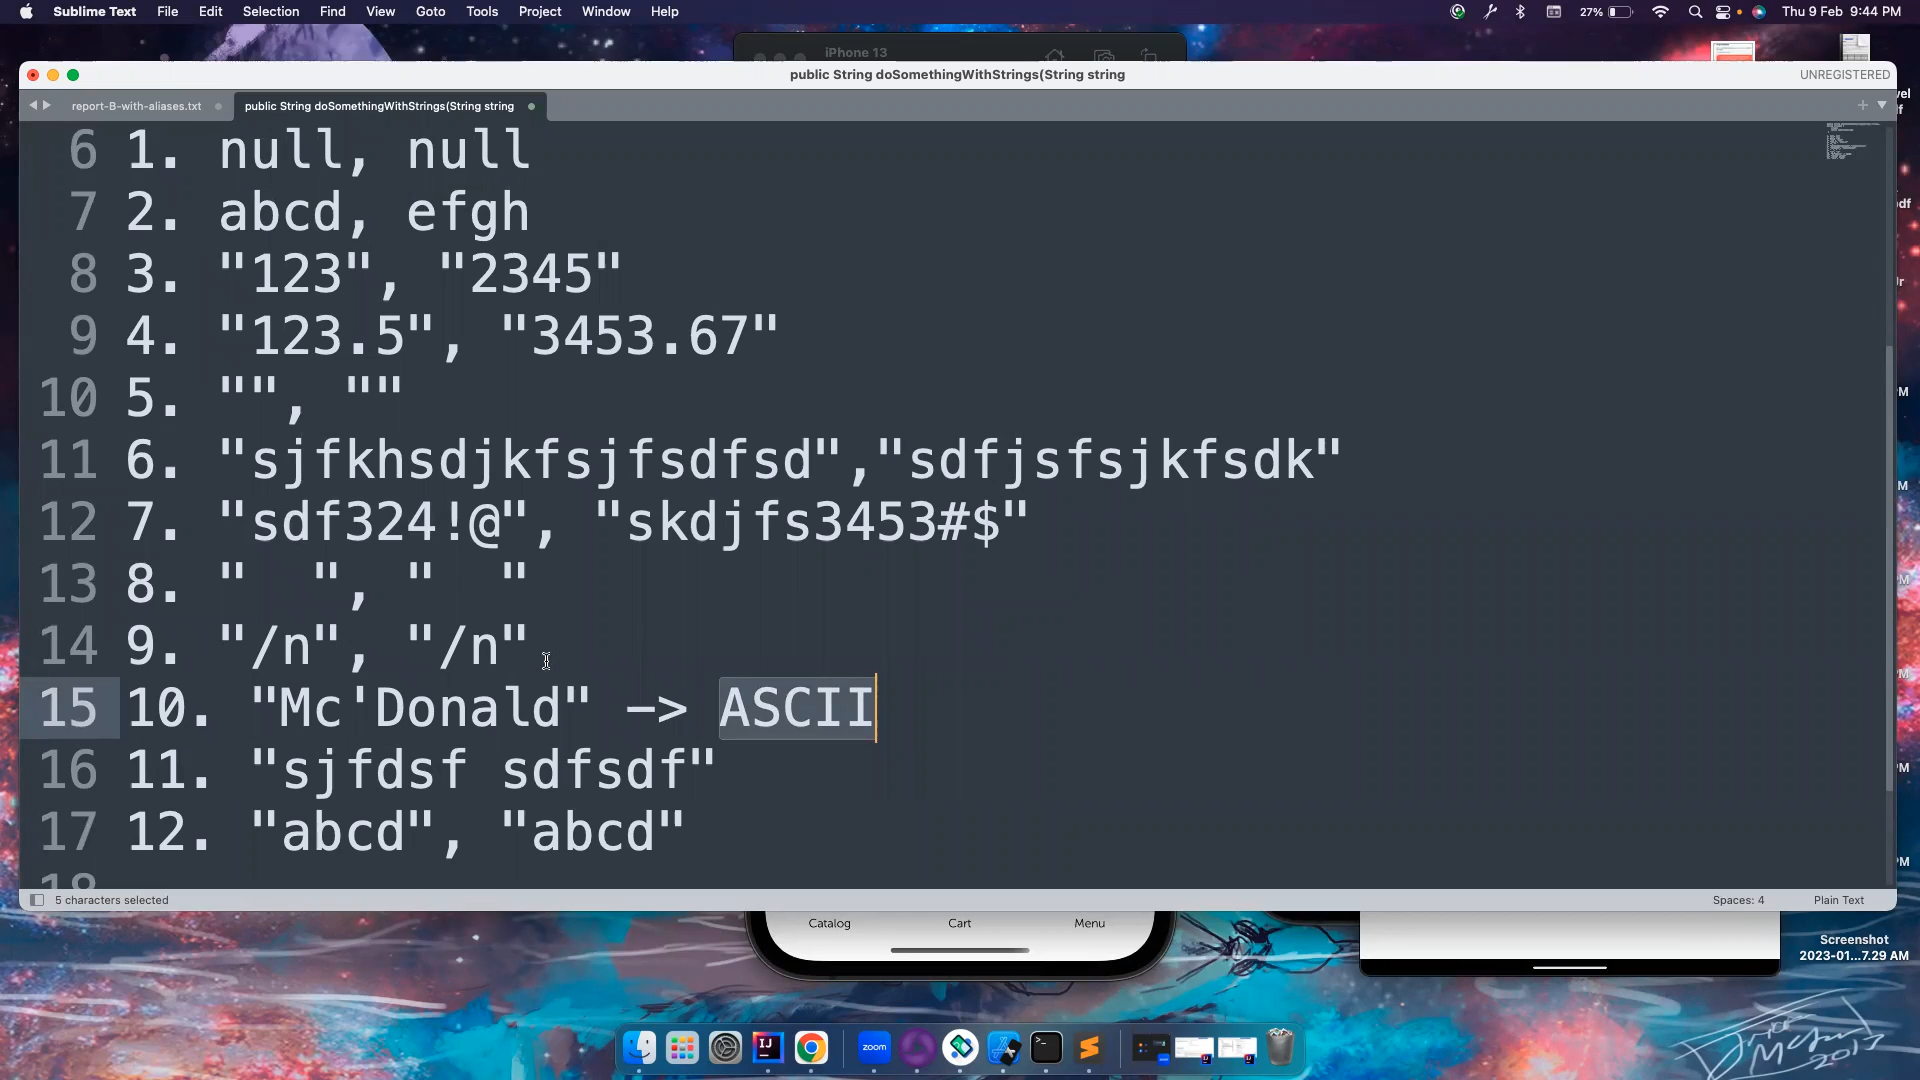 Sublime Text File Edit Selection Find View Goto Tools Project Window Help
27% Thu 9 Feb 9:44 PM
iPhone 13
public String doSomethingWithStrings(String string
UNREGISTERED
report-B-with-aliases.txt
public String doSomethingWithStrings(String string
6 1. null, null
7 2. abcd, efgh
8 3. "123", "2345"
9 4. "123.5", "3453.67"
10 5. "", ""
11 6. "sjfkhsdjkfsjfsdfsd","sdfjsfsjkfsdk"
12 7. "sdf324!@", "skdjfs3453#$"
13 8. "   ", "   "
14 9. "/n", "/n"
15 10. "Mc'Donald" —> ASCII
16 11. "sjfdsf sdfsdf"
17 12. "abcd", "abcd"
18
5 characters selected
Spaces: 4
Plain Text
Catalog
Cart
Menu
Screenshot
2023-01...7.29 AM
zoom
IJ
2017